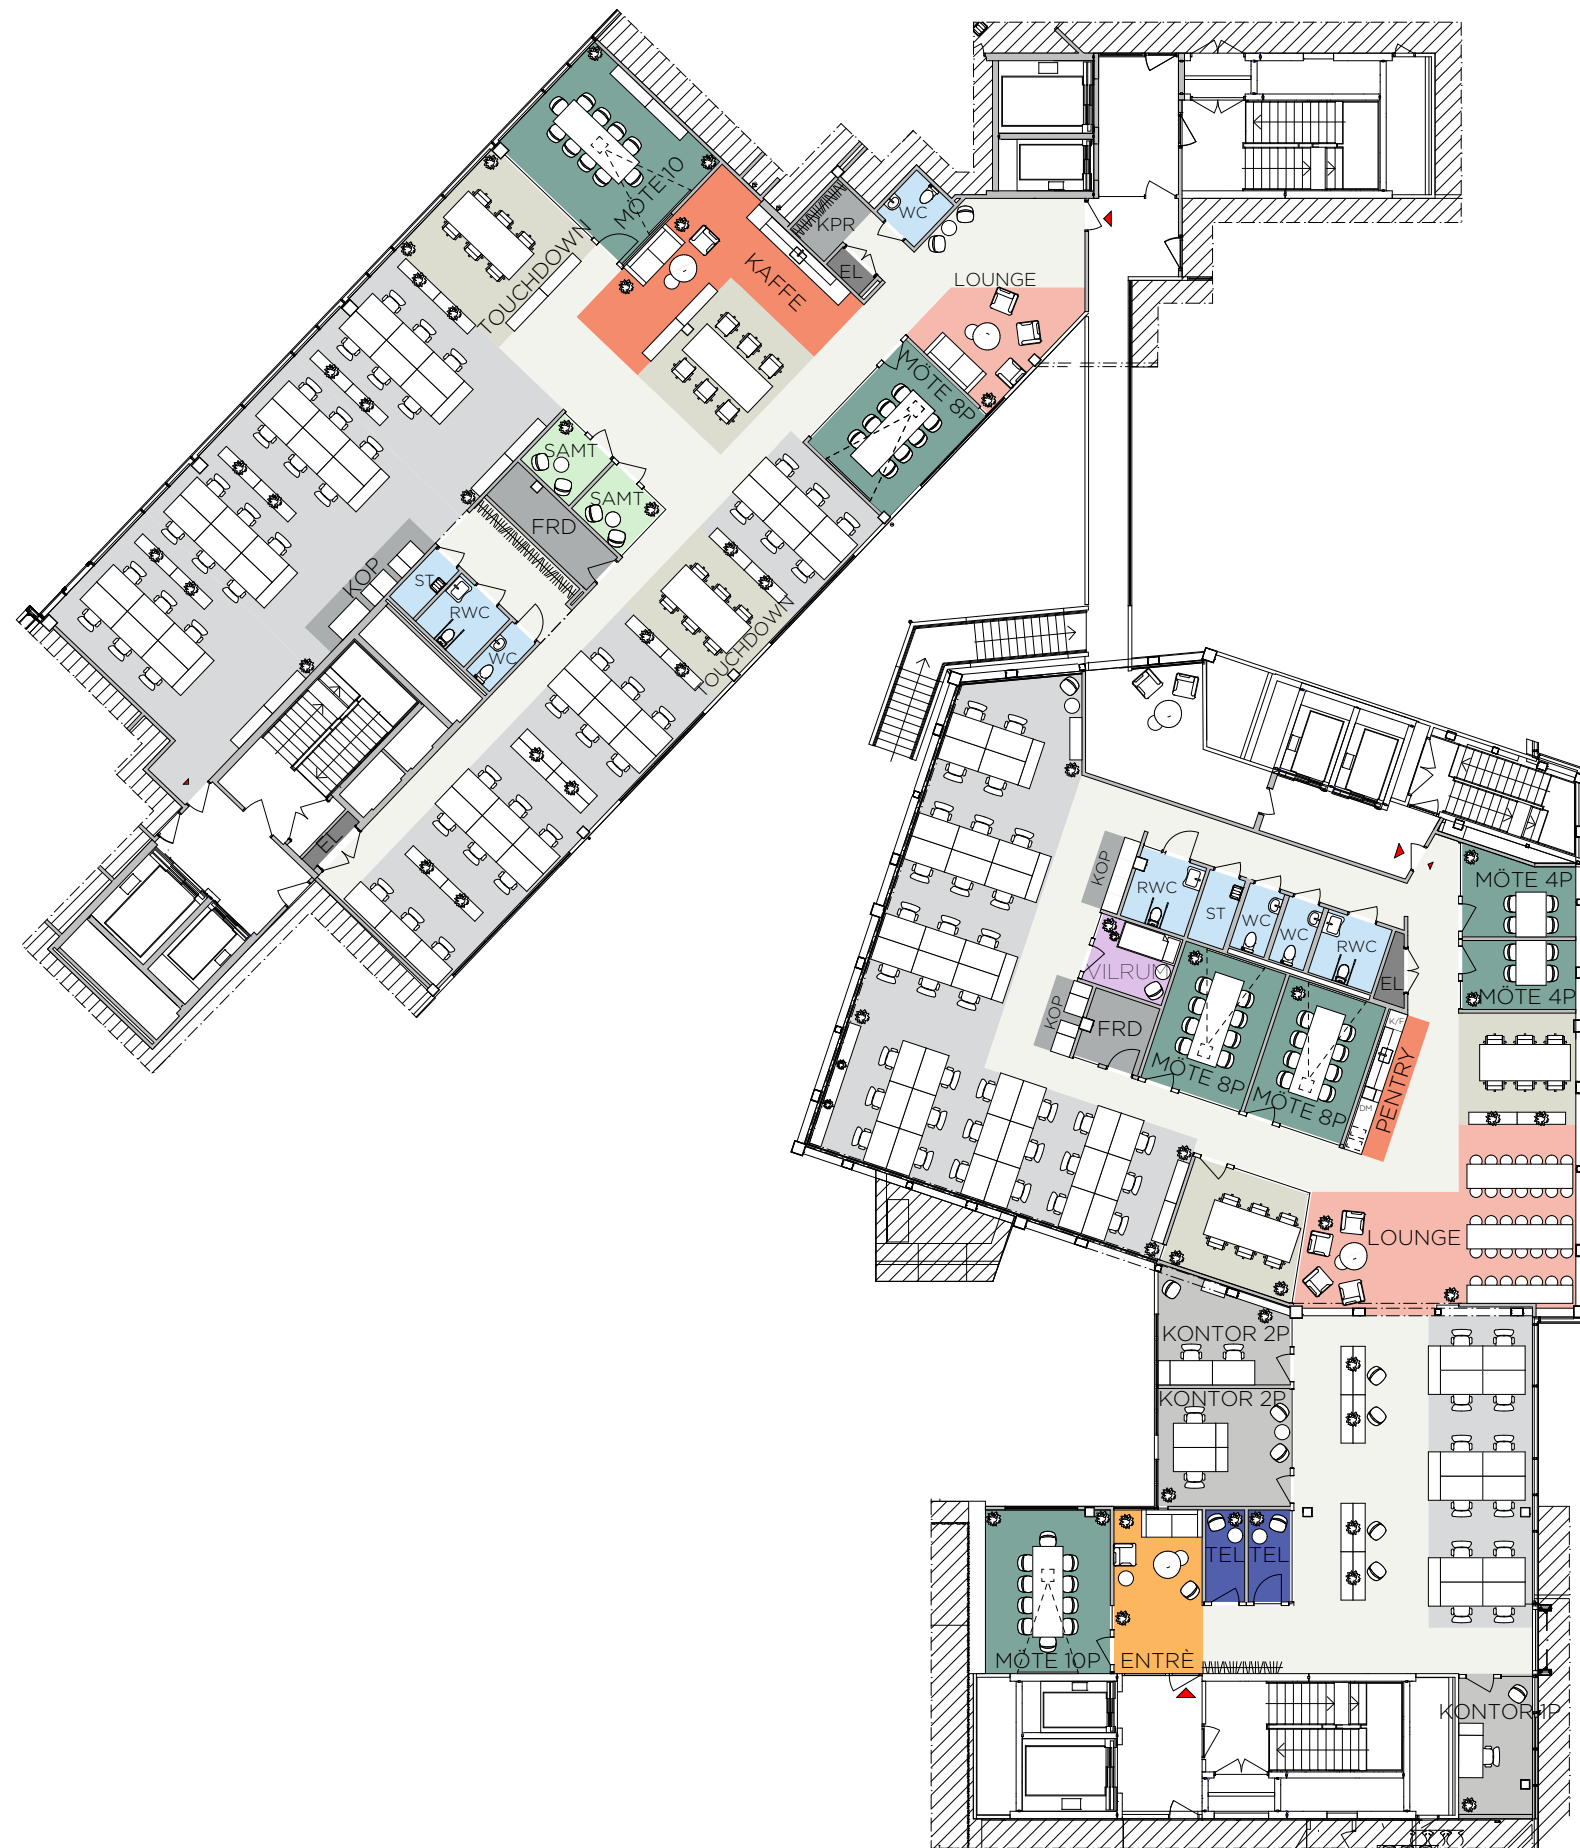 MÖTE 10
TOUCHDOWN
KPR
WC
EL
KAFFE
LOUNGE
MÖTE 8P
SAMT
SAMT
FRD
KOP
ST
RWC
WC
TOUCHDOWN
EL
KOP
RWC
ST
WC
WC
RWC
EL
MÖTE 4P
MÖTE 4P
VILRUM
KOP
FRD
MÖTE 8P
MÖTE 8P
K/F
DM
PENTRY
LOUNGE
KONTOR 2P
KONTOR 2P
TEL
TEL
MÖTE 10P
ENTRÈ
KONTOR 1P